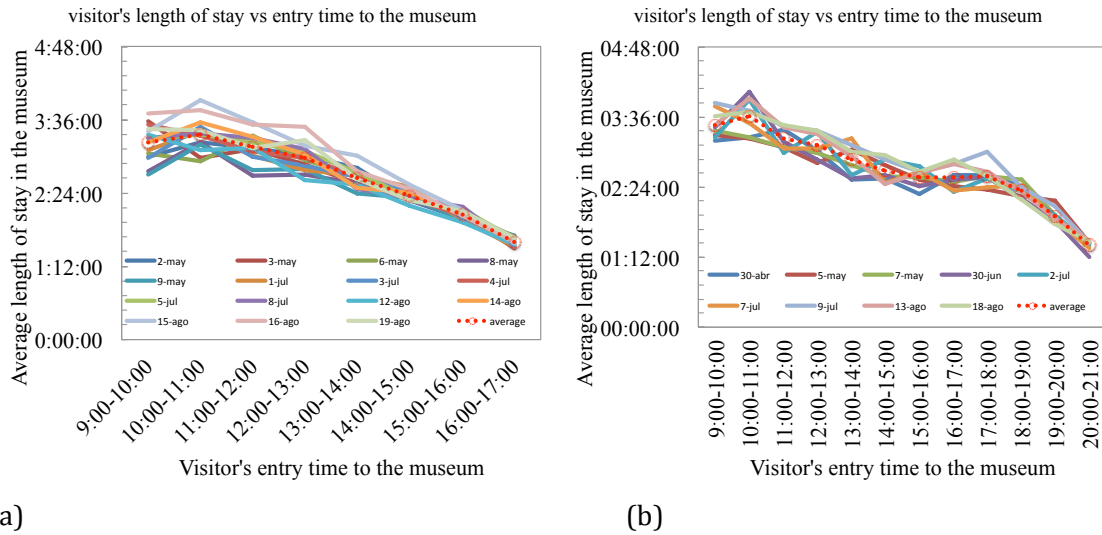 visitor's length of stay vs entry time to the museum
Average length of stay in the museum
4:48:00
3:36:00
2:24:00
1:12:00
0:00:00
2-may 3-may 6-may 8-may
9-may 1-jul 3-jul 4-jul
5-jul 8-jul 12-ago 14-ago
15-ago 16-ago 19-ago average
9:00-10:00
10:00-11:00
11:00-12:00
12:00-13:00
13:00-14:00
14:00-15:00
15:00-16:00
16:00-17:00
Visitor's entry time to the museum
a)
visitor's length of stay vs entry time to the museum
Average length of stay in the museum
04:48:00
03:36:00
02:24:00
01:12:00
00:00:00
30-abr 5-may 7-may 30-jun 2-jul
7-jul 9-jul 13-ago 18-ago average
9:00-10:00
10:00-11:00
11:00-12:00
12:00-13:00
13:00-14:00
14:00-15:00
15:00-16:00
16:00-17:00
17:00-18:00
18:00-19:00
19:00-20:00
20:00-21:00
Visitor's entry time to the museum
(b)